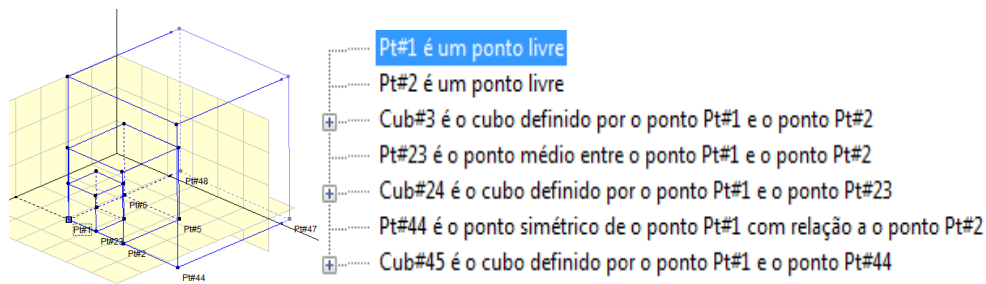 Pt#1 é um ponto livre
Pt#2 é um ponto livre
Cub#3 é o cubo definido por o ponto Pt#1 e o ponto Pt#2
Pt#23 é o ponto médio entre o ponto Pt#1 e o ponto Pt#2
Cub#24 é o cubo definido por o ponto Pt#1 e o ponto Pt#23
Pt#44 é o ponto simétrico de o ponto Pt#1 com relação a o ponto Pt#2
Cub#45 é o cubo definido por o ponto Pt#1 e o ponto Pt#44
Pt#48
Pt#6
Pt#1
Pt#5
Pt#47
Pt#23
Pt#2
Pt#44